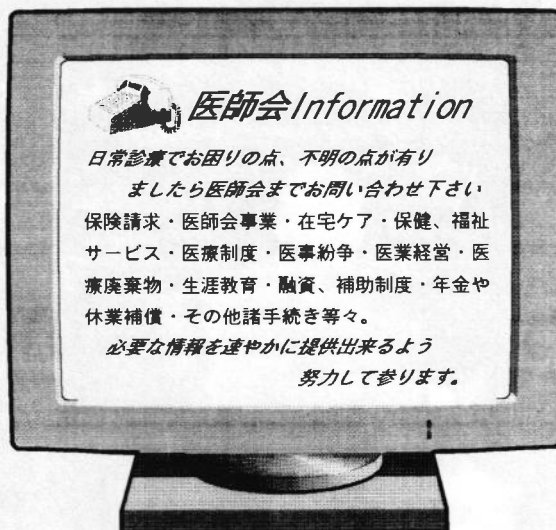 医師会Information
日常診療でお困りの点、不明の点が有り
ましたら医師会までお問い合わせ下さい
保険請求・医師会事業・在宅ケア・保健、福祉
サービス・医療制度・医事紛争・医業経営・医
療廃棄物・生涯教育・融資、補助制度・年金や
休業補償・その他諸手続き等々。
必要な情報を速やかに提供出来るよう
努力して参ります。